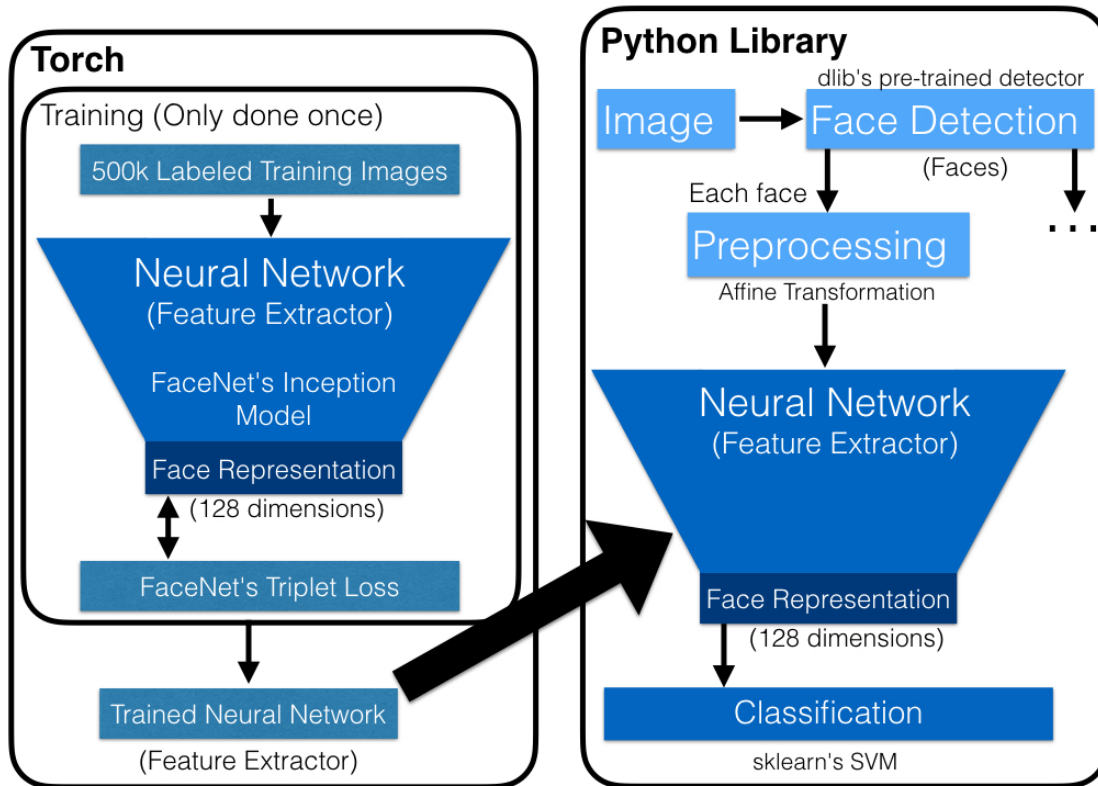 Torch
Training (Only done once)
500k Labeled Training Images
Neural Network
(Feature Extractor)
FaceNet's Inception
Model
Face Representation
(128 dimensions)
FaceNet's Triplet Loss
Trained Neural Network
(Feature Extractor)
Python Library
dlib's pre-trained detector
Image
Face Detection
(Faces)
Each face
...
Preprocessing
Affine Transformation
Neural Network
(Feature Extractor)
Face Representation
(128 dimensions)
Classification
sklearn's SVM